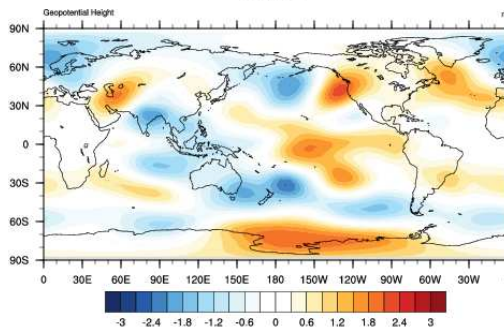 Geopotential Height
90N
60N
30N
0
30S
60S
90S
0 30E 60E 90E 120E 150E 180 150W 120W 90W 60W 30W 0
-3 -2.4 -1.8 -1.2 -0.6 0 0.6 1.2 1.8 2.4 3